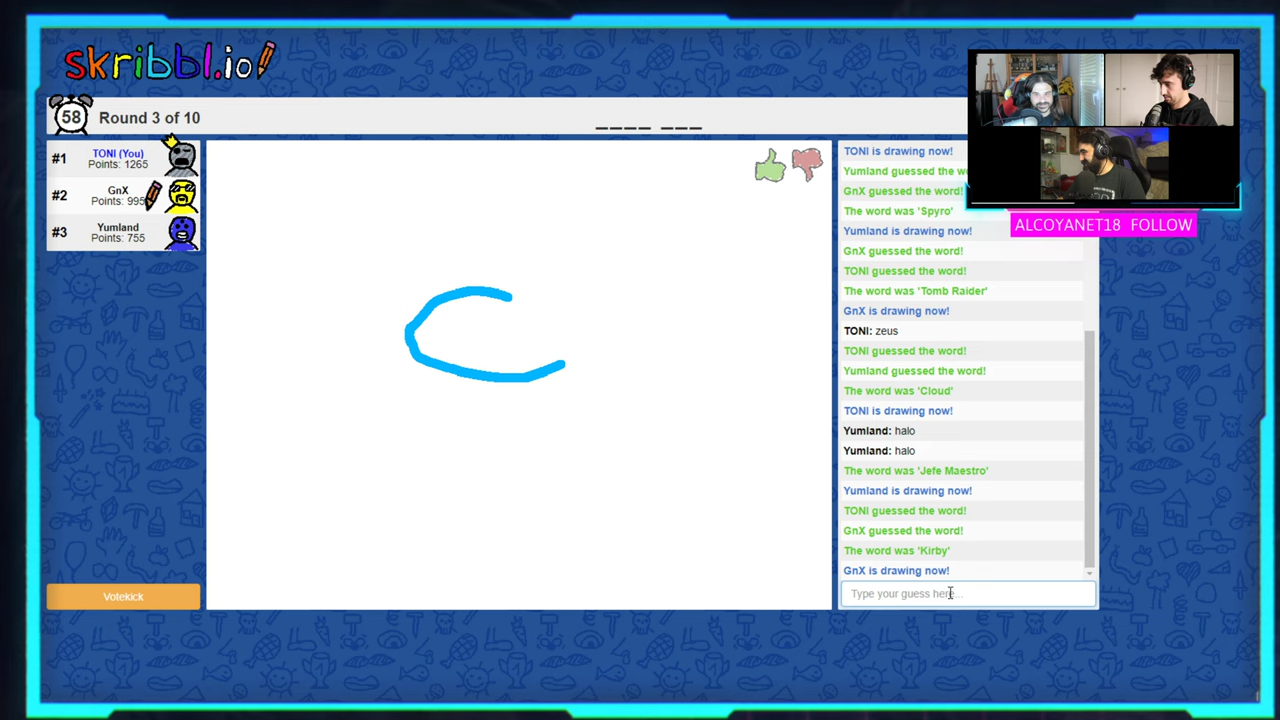 skribbl.io
58 Round 3 of 10
____ ___
#1 TONI (You)
Points: 1265
#2 GnX
Points: 995
#3 Yumland
Points: 755
Votekick
TONI is drawing now!
Yumland guessed the
GnX guessed the word!
The word was 'Spyro'
Yumland is drawing now!
GnX guessed the word!
TONI guessed the word!
The word was 'Tomb Raider'
GnX is drawing now!
TONI: zeus
TONI guessed the word!
Yumland guessed the word!
The word was 'Cloud'
TONI is drawing now!
Yumland: halo
Yumland: halo
The word was 'Jefe Maestro'
Yumland is drawing now!
TONI guessed the word!
GnX guessed the word!
The word was 'Kirby'
GnX is drawing now!
Type your guess here...
ALCOYANET18 FOLLOW